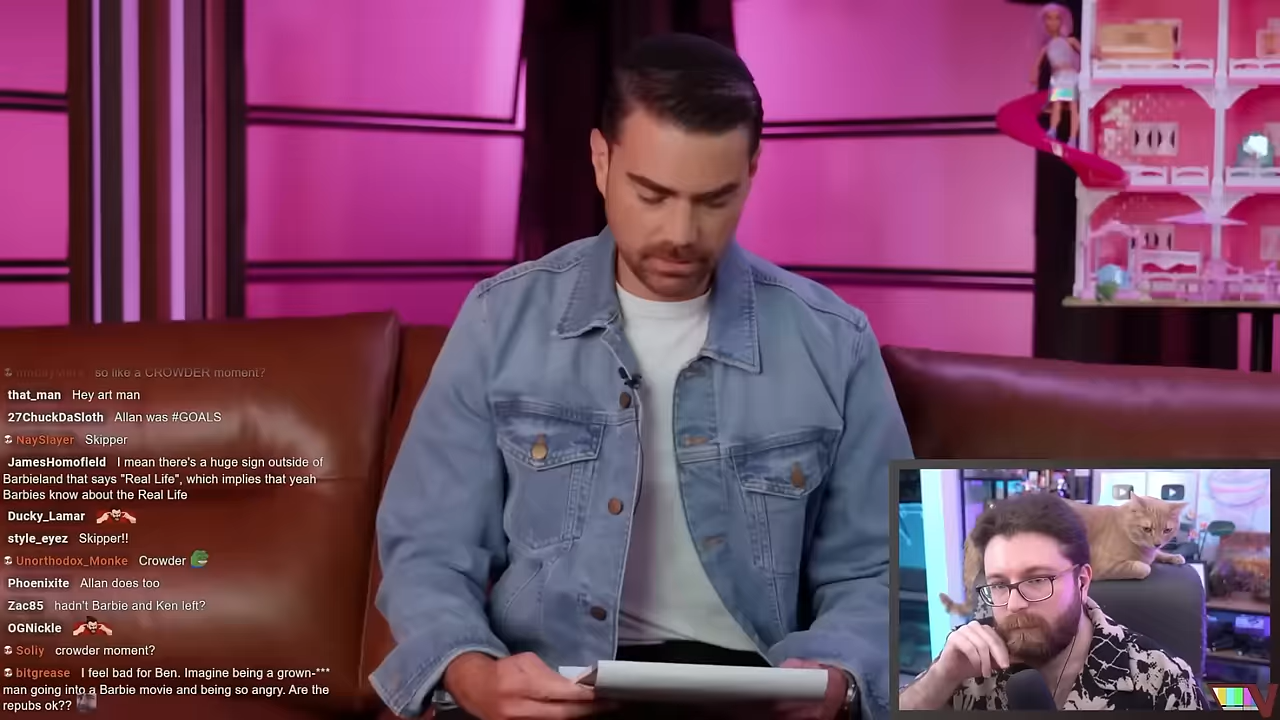 so like a CROWDER moment?
that_man Hey art man
27ChuckDaSloth Allan was #GOALS
NaySlayer Skipper
JamesHomofield I mean there's a huge sign outside of
Barbieland that says "Real Life", which implies that yeah
Barbies know about the Real Life
Ducky_Lamar
style_eyez Skipper!!
Unorthodox_Monke Crowder
Phoenixite Allan does too
Zac85 hadn't Barbie and Ken left?
OGNickle
Soliy crowder moment?
bitgrease I feel bad for Ben. Imagine being a grown-***
man going into a Barbie movie and being so angry. Are the
repubs ok??